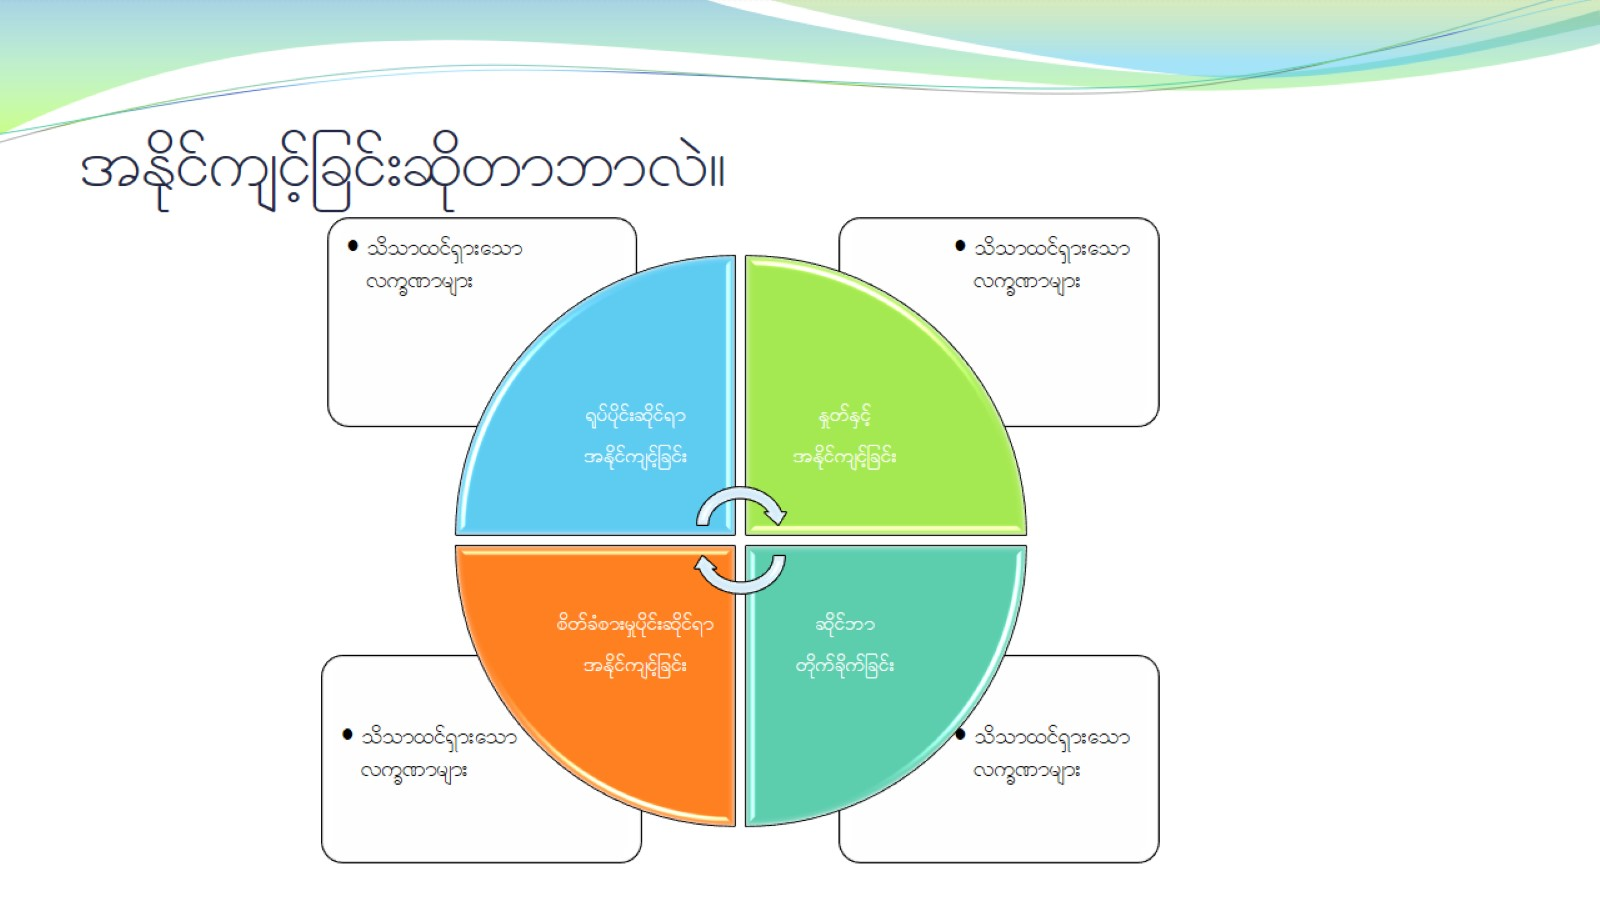 အနိုင်ကျင့်ခြင်းဆိုတာဘာလဲ။
• သိသာထင်ရှားသော
လက္ခဏာများ
• သိသာထင်ရှားသော
လက္ခဏာများ
ရုပ်ပိုင်းဆိုင်ရာ
အနိုင်ကျင့်ခြင်း
နှုတ်နှင့်
အနိုင်ကျင့်ခြင်း
စိတ်ခံစားမှုပိုင်းဆိုင်ရာ
အနိုင်ကျင့်ခြင်း
ဆိုင်ဘာ
တိုက်ခိုက်ခြင်း
• သိသာထင်ရှားသော
လက္ခဏာများ
• သိသာထင်ရှားသော
လက္ခဏာများ